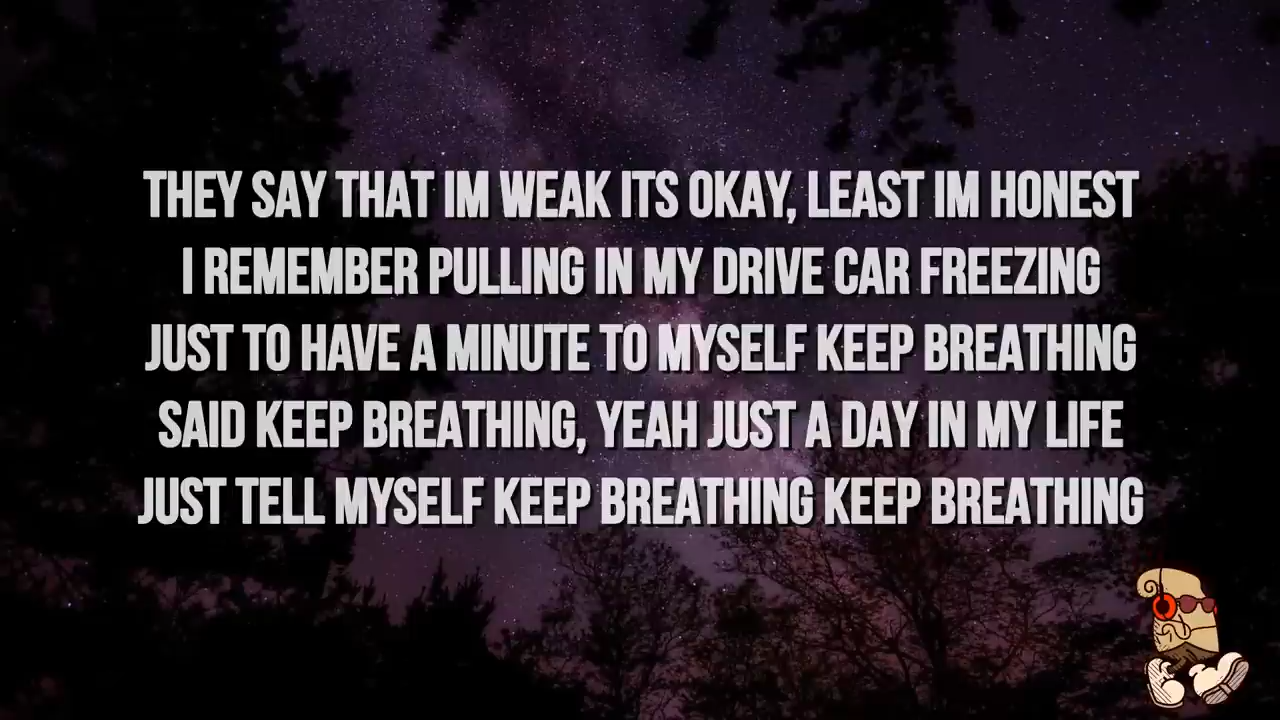 THEY SAY THAT IM WEAK ITS OKAY, LEAST IM HONEST
I REMEMBER PULLING IN MY DRIVE CAR FREEZING
JUST TO HAVE A MINUTE TO MYSELF KEEP BREATHING
SAID KEEP BREATHING, YEAH JUST A DAY IN MY LIFE
JUST TELL MYSELF KEEP BREATHING KEEP BREATHING